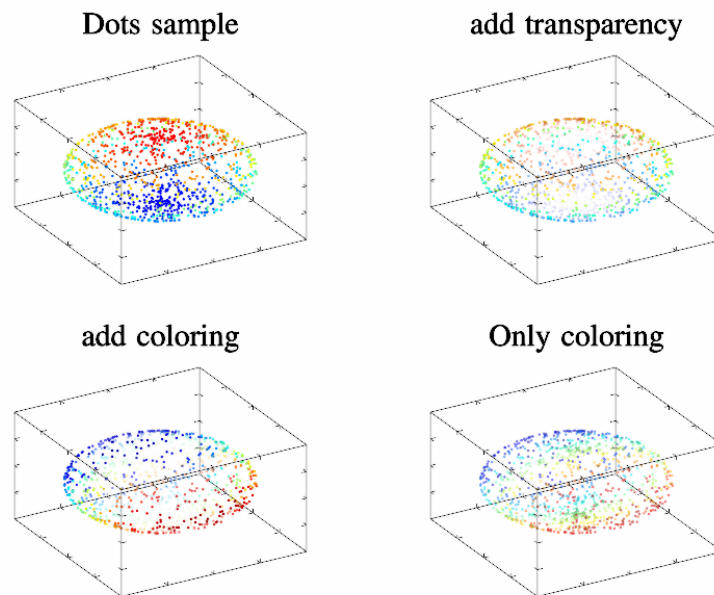 Dots sample
add transparency
add coloring
Only coloring